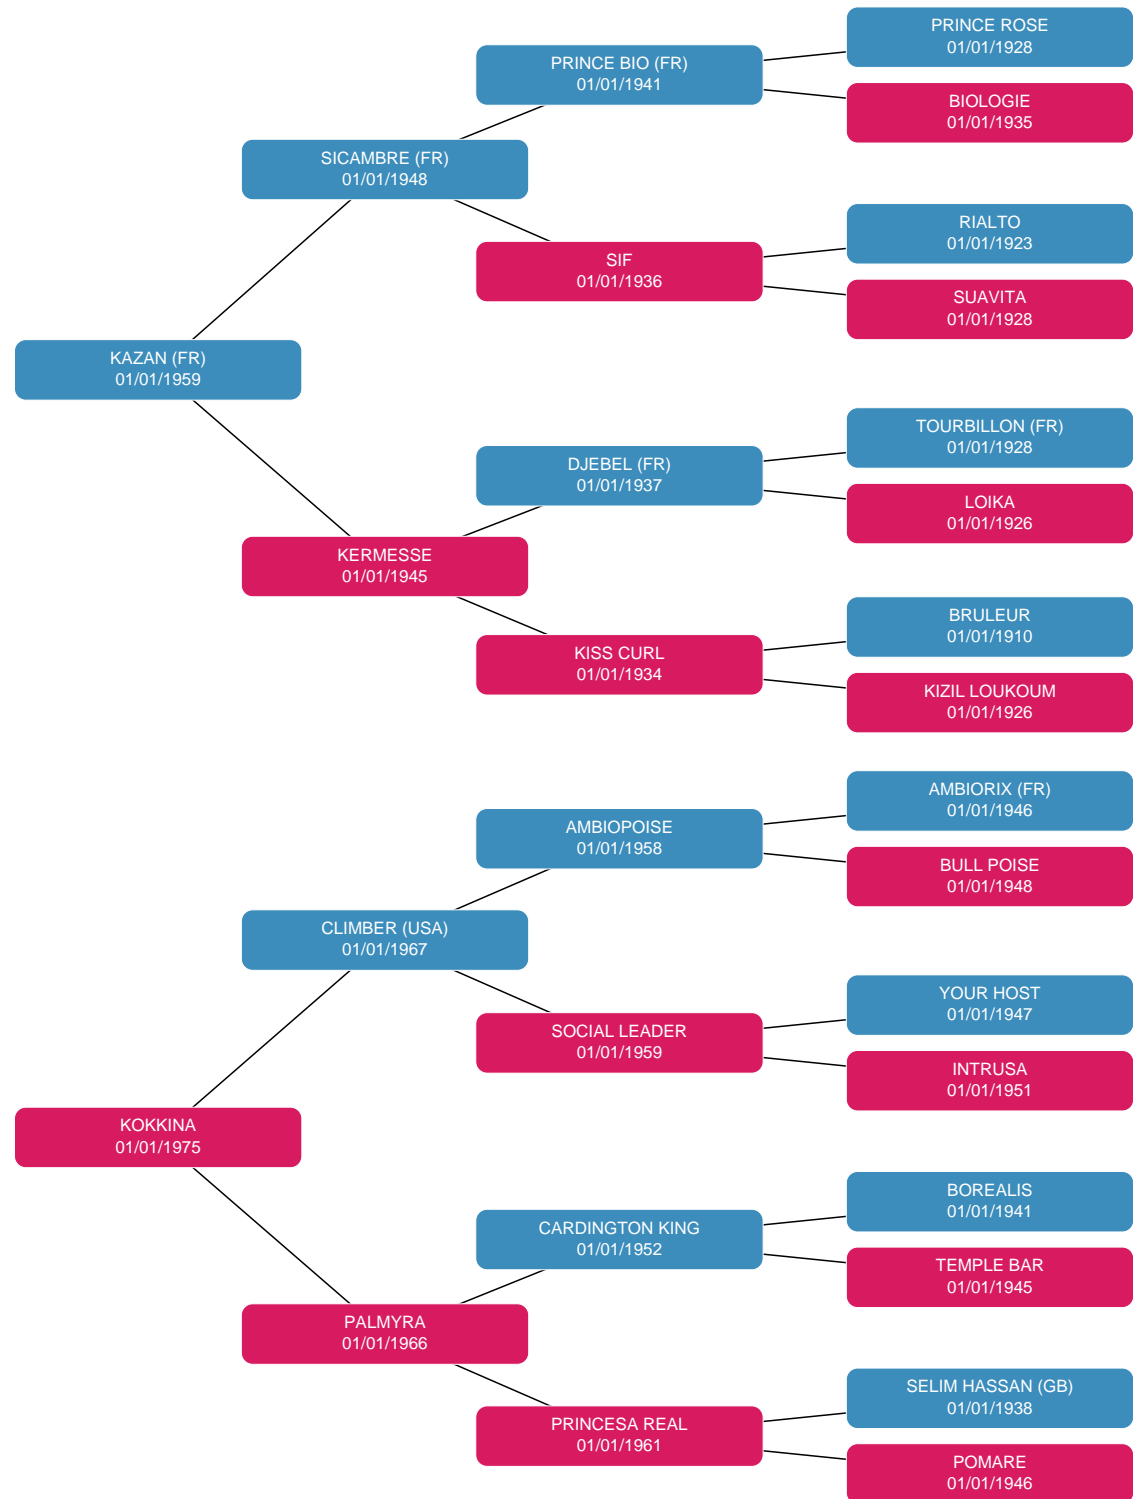 PRINCE ROSE
01/01/1928
PRINCE BIO (FR)
01/01/1941
BIOLOGIE
01/01/1935
SICAMBRE (FR)
01/01/1948
RIALTO
01/01/1923
SIF
01/01/1936
SUAVITA
01/01/1928
KAZAN (FR)
01/01/1959
TOURBILLON (FR)
01/01/1928
DJEBEL (FR)
01/01/1937
LOIKA
01/01/1926
KERMESSE
01/01/1945
BRULEUR
01/01/1910
KISS CURL
01/01/1934
KIZIL LOUKOUM
01/01/1926
AMBIORIX (FR)
01/01/1946
AMBIOPOISE
01/01/1958
BULL POISE
01/01/1948
CLIMBER (USA)
01/01/1967
YOUR HOST
01/01/1947
SOCIAL LEADER
01/01/1959
INTRUSA
01/01/1951
KOKKINA
01/01/1975
BOREALIS
01/01/1941
CARDINGTON KING
01/01/1952
TEMPLE BAR
01/01/1945
PALMYRA
01/01/1966
SELIM HASSAN (GB)
01/01/1938
PRINCESA REAL
01/01/1961
POMARE
01/01/1946